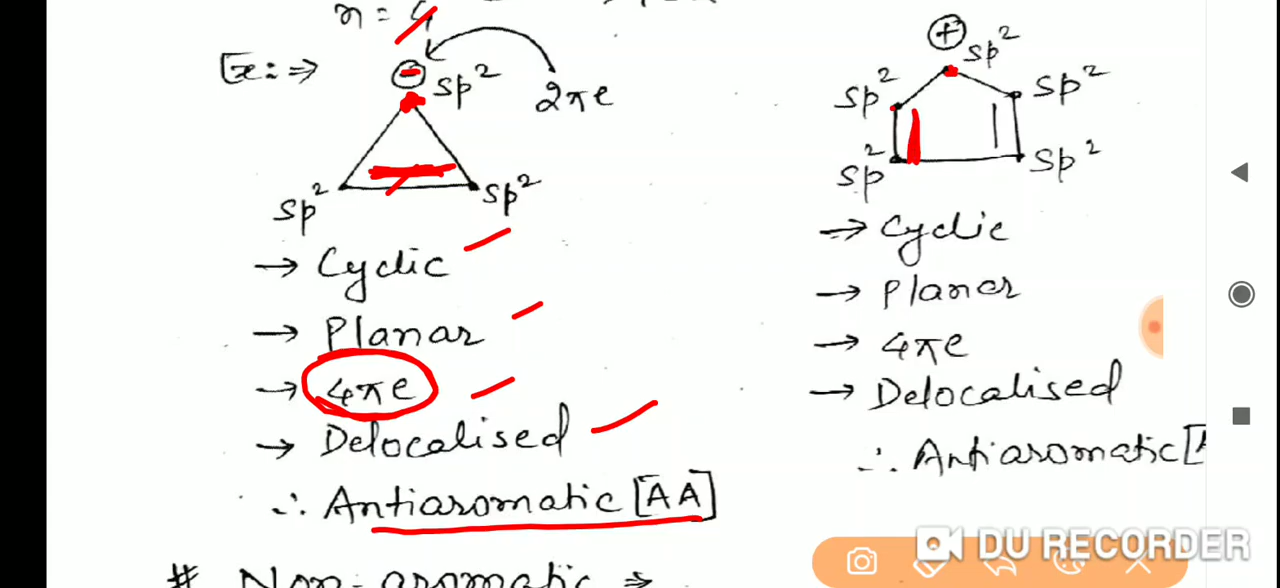 n = 4
Ex: ⇒
⊖ sp²
2πe
sp² sp²
→ Cyclic
→ Planar
→ 4πe
→ Delocalised
∴ Antiaromatic [AA]
# Non-aromatic ⇒
⊕
sp²
sp² sp²
sp² sp²
→ Cyclic
→ Planar
→ 4πe
→ Delocalised
∴ Antiaromatic [
DU RECORDER